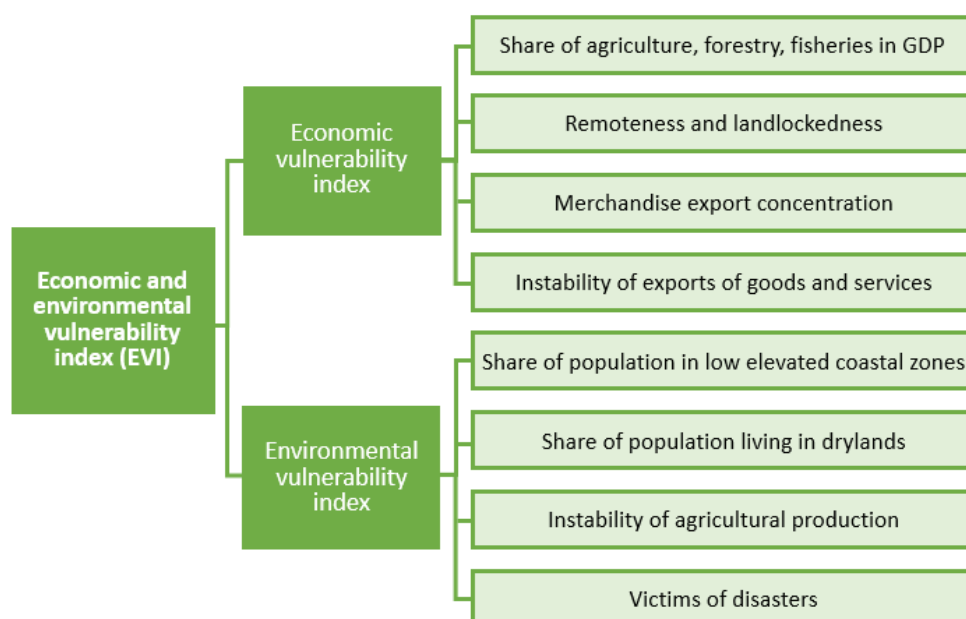 Economic and
environmental
vulnerability
index (EVI)
Economic
vulnerability
index
Share of agriculture, forestry, fisheries in GDP
Remoteness and landlockedness
Merchandise export concentration
Instability of exports of goods and services
Environmental
vulnerability
index
Share of population in low elevated coastal zones
Share of population living in drylands
Instability of agricultural production
Victims of disasters